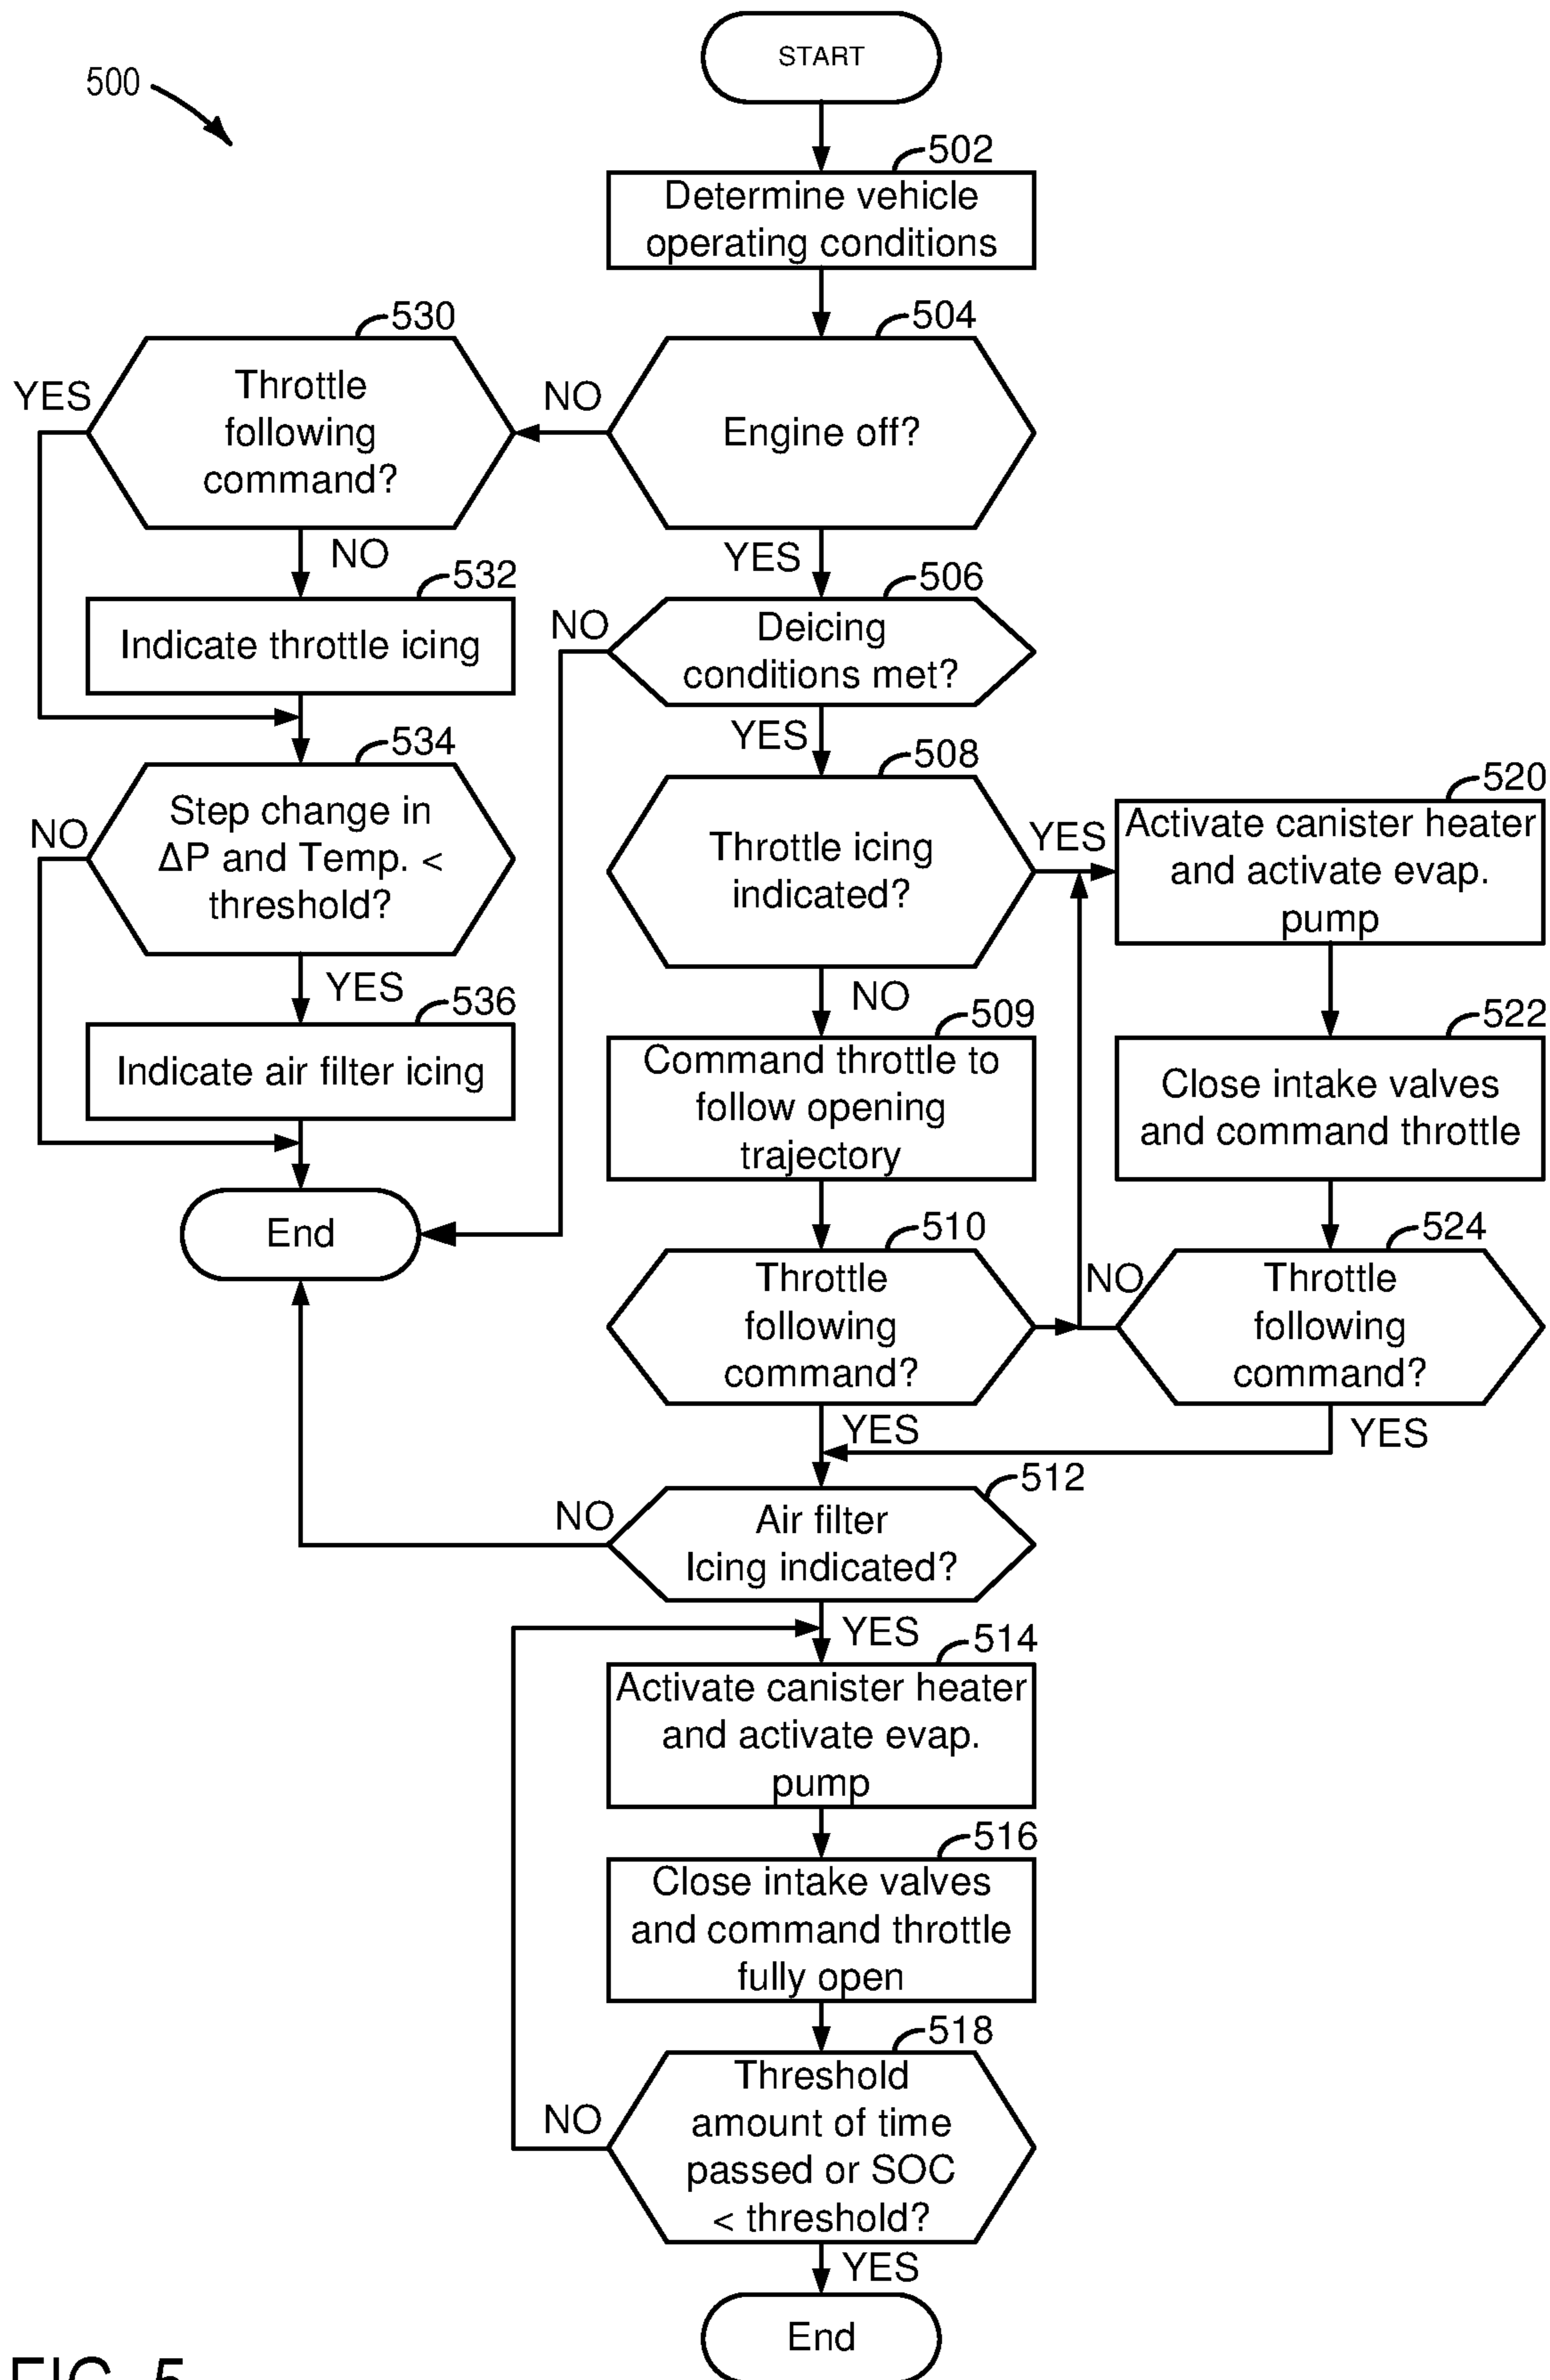 500
START
502
Determine vehicle
operating conditions
530
504
YES
Throttle
following
command?
NO
Engine off?
NO
YES
532
506
Indicate throttle icing
NO
Deicing
conditions met?
YES
534
508
520
NO
Step change in
ΔP and Temp. <
threshold?
Throttle icing
indicated?
YES
Activate canister heater
and activate evap.
pump
YES
NO
536
509
522
Indicate air filter icing
Command throttle to
follow opening
trajectory
Close intake valves
and command throttle
End
510
524
Throttle
following
command?
NO
Throttle
following
command?
YES
YES
512
NO
Air filter
Icing indicated?
YES
514
Activate canister heater
and activate evap.
pump
516
Close intake valves
and command throttle
fully open
518
NO
Threshold
amount of time
passed or SOC
< threshold?
YES
End
FIG. 5